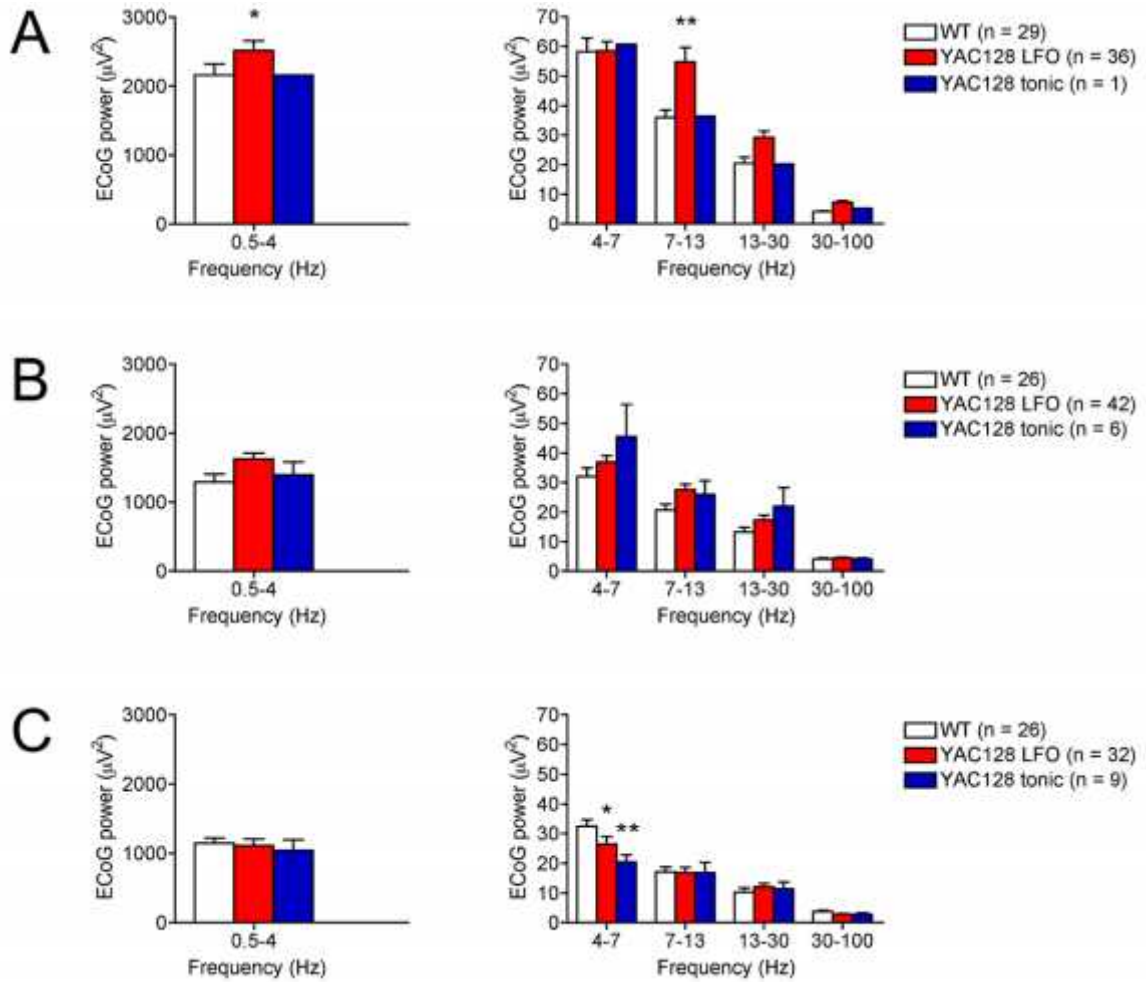 A
ECoG power (µV²)
3000
2000
1000
0
*
0.5-4
Frequency (Hz)
ECoG power (µV²)
70
60
50
40
30
20
10
0
**
4-7 7-13 13-30 30-100
Frequency (Hz)
WT (n = 29)
YAC128 LFO (n = 36)
YAC128 tonic (n = 1)
B
ECoG power (µV²)
3000
2000
1000
0
0.5-4
Frequency (Hz)
ECoG power (µV²)
70
60
50
40
30
20
10
0
4-7 7-13 13-30 30-100
Frequency (Hz)
WT (n = 26)
YAC128 LFO (n = 42)
YAC128 tonic (n = 6)
C
ECoG power (µV²)
3000
2000
1000
0
0.5-4
Frequency (Hz)
ECoG power (µV²)
70
60
50
40
30
20
10
0
*
**
4-7 7-13 13-30 30-100
Frequency (Hz)
WT (n = 26)
YAC128 LFO (n = 32)
YAC128 tonic (n = 9)